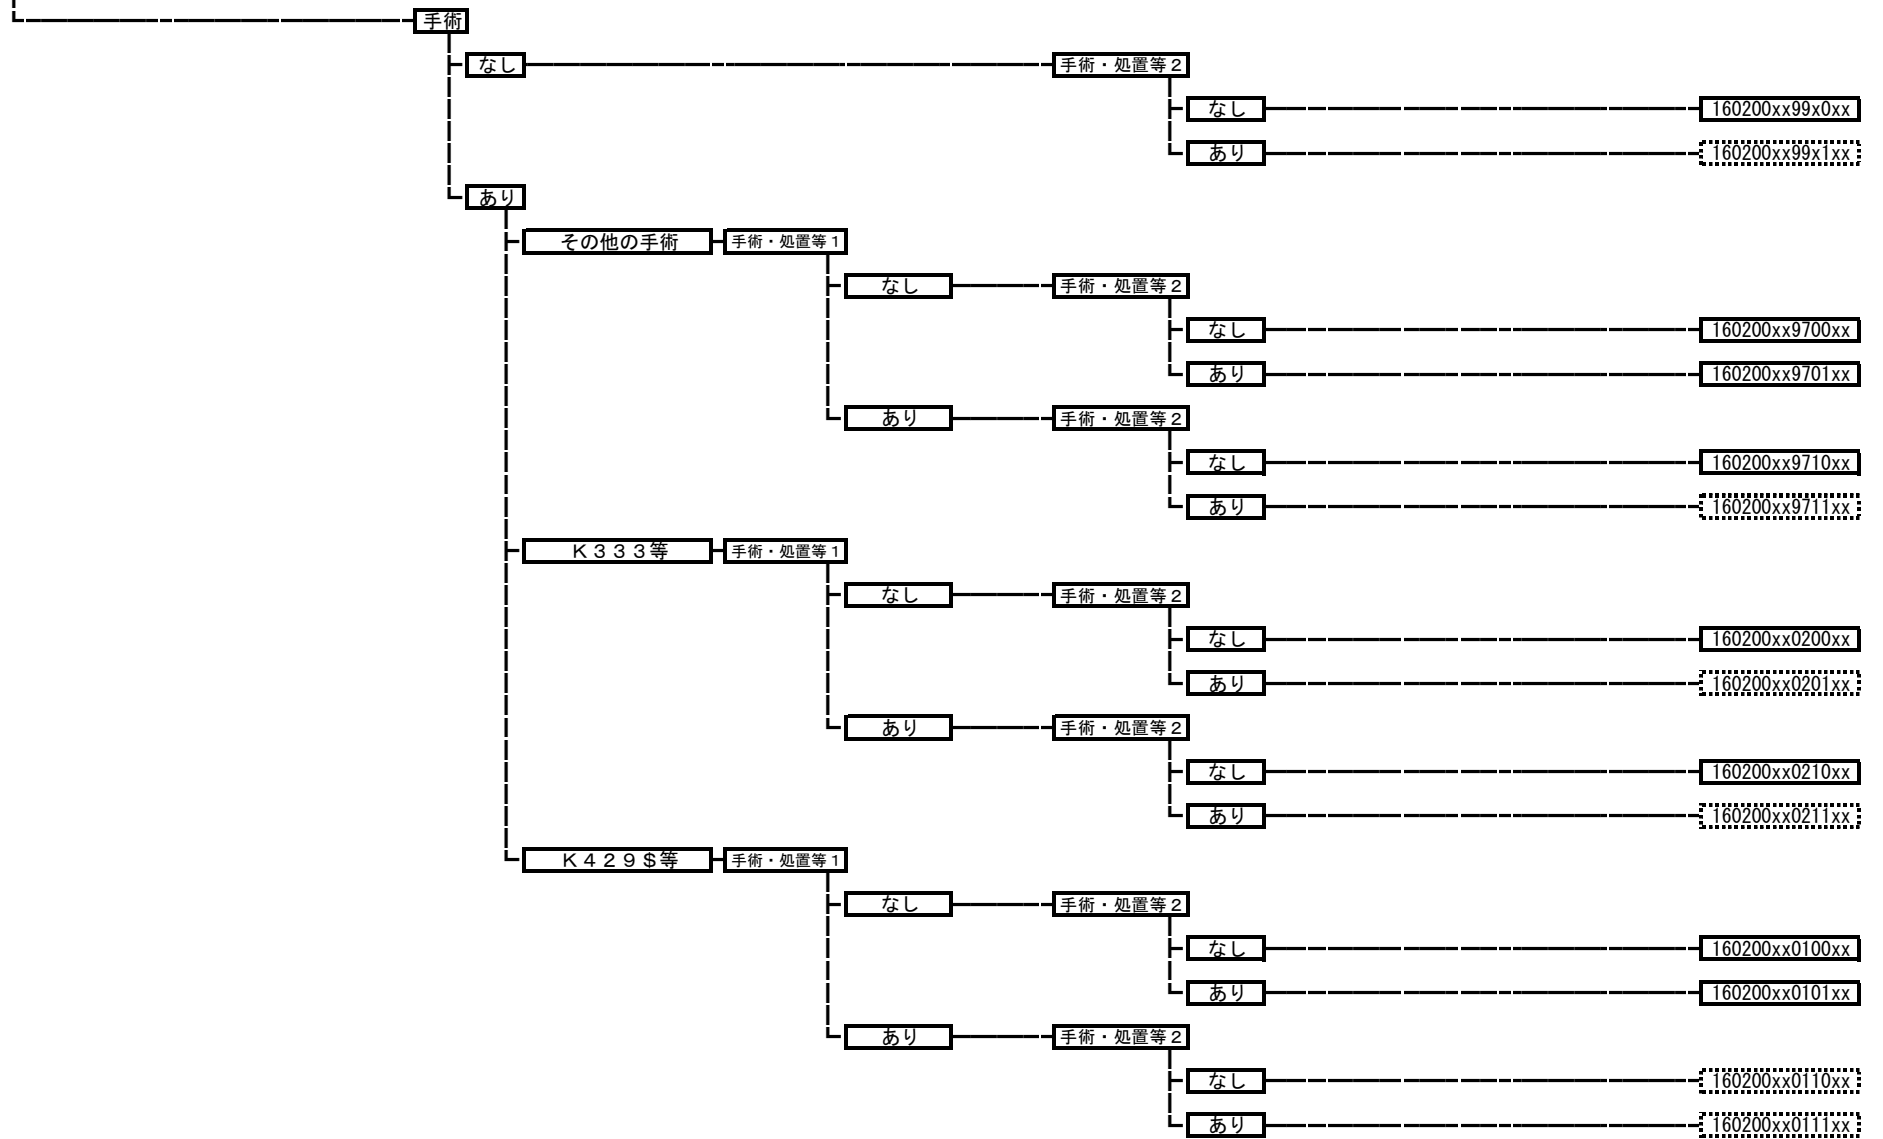 手術
なし 手術・処置等２
なし 160200xx99x0xx
あり 160200xx99x1xx
あり
その他の手術 手術・処置等１
なし 手術・処置等２
なし 160200xx9700xx
あり 160200xx9701xx
あり 手術・処置等２
なし 160200xx9710xx
あり 160200xx9711xx
Ｋ３３３等 手術・処置等１
なし 手術・処置等２
なし 160200xx0200xx
あり 160200xx0201xx
あり 手術・処置等２
なし 160200xx0210xx
あり 160200xx0211xx
Ｋ４２９＄等 手術・処置等１
なし 手術・処置等２
なし 160200xx0100xx
あり 160200xx0101xx
あり 手術・処置等２
なし 160200xx0110xx
あり 160200xx0111xx